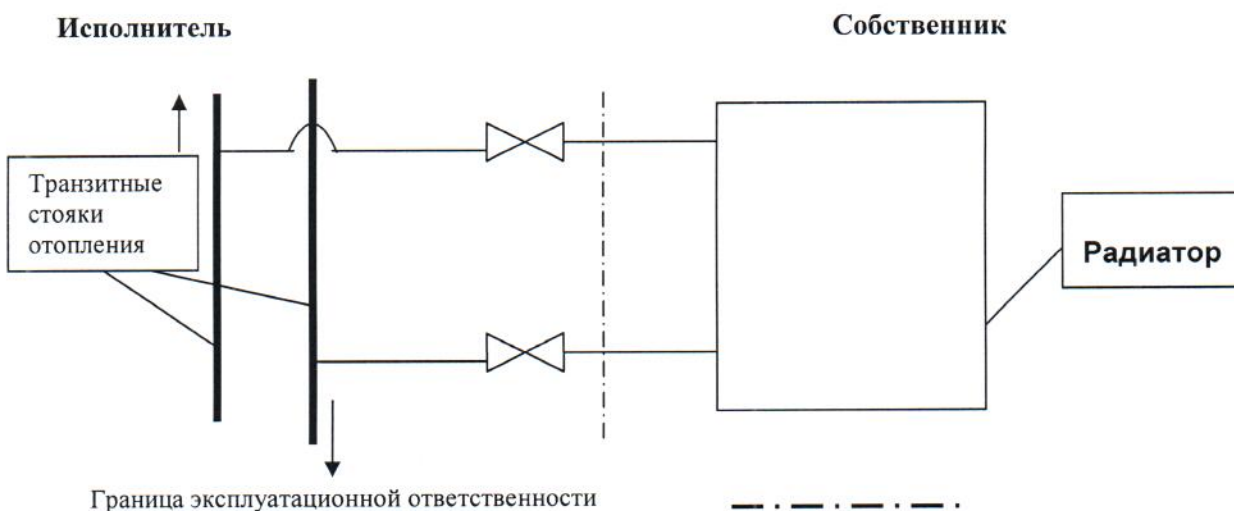 Исполнитель
Собственник
Транзитные
стояки
отопления
Радиатор
Граница эксплуатационной ответственности